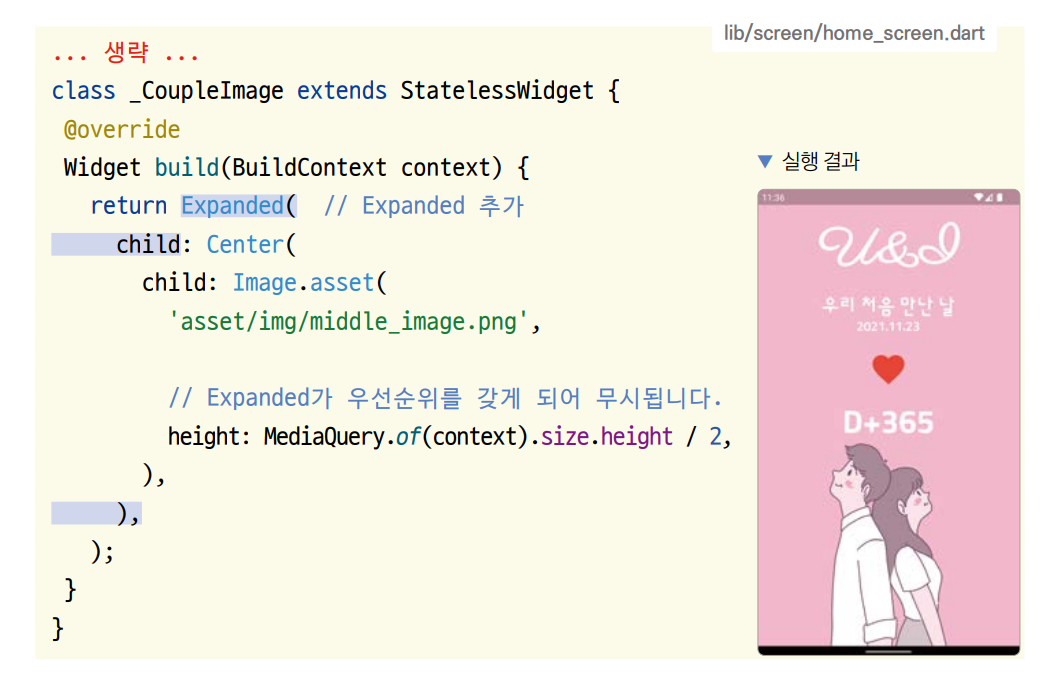 lib/screen/home_screen.dart
... 생략 ...
class _CoupleImage extends StatelessWidget {
@override
Widget build(BuildContext context) {
return Expanded( // Expanded 추가
child: Center(
child: Image.asset(
'asset/img/middle_image.png',
// Expanded가 우선순위를 갖게 되어 무시됩니다.
height: MediaQuery.of(context).size.height / 2,
),
),
);
}
}
▼ 실행 결과
11:36
U&I
우리 처음 만난 날
2021.11.23
D+365